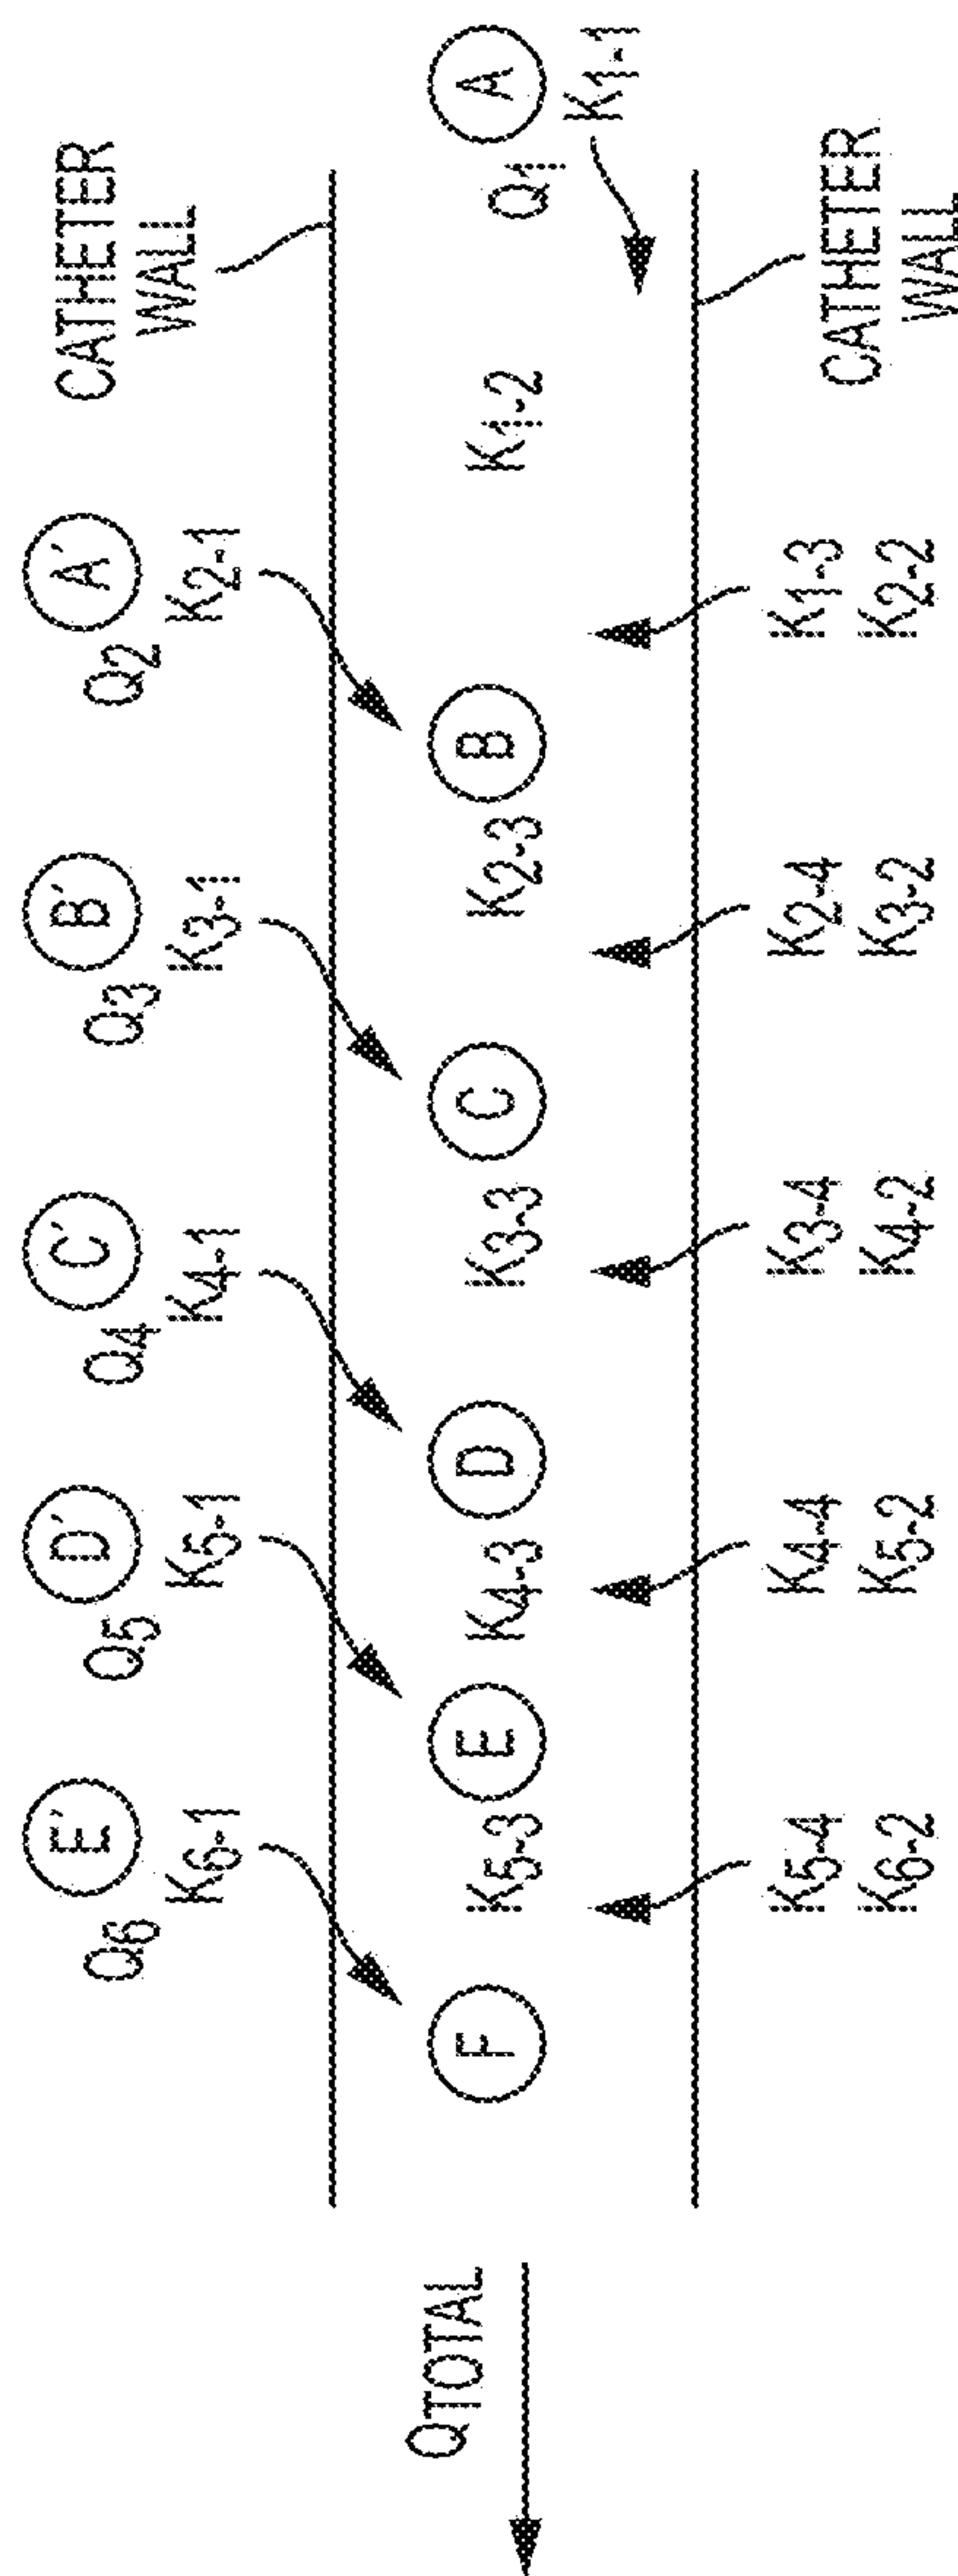 Q6 E' Q5 D' Q4 C' Q3 B' Q2 A' CATHETER
K6-1 K5-1 K4-1 K3-1 K2-1 WALL
QTOTAL F K5-3 E K4-3 D K3-3 C K2-3 B K1-2 Q1 A
K1-1
K5-4 K4-4 K3-4 K2-4 K1-3 CATHETER
K6-2 K5-2 K4-2 K3-2 K2-2 WALL